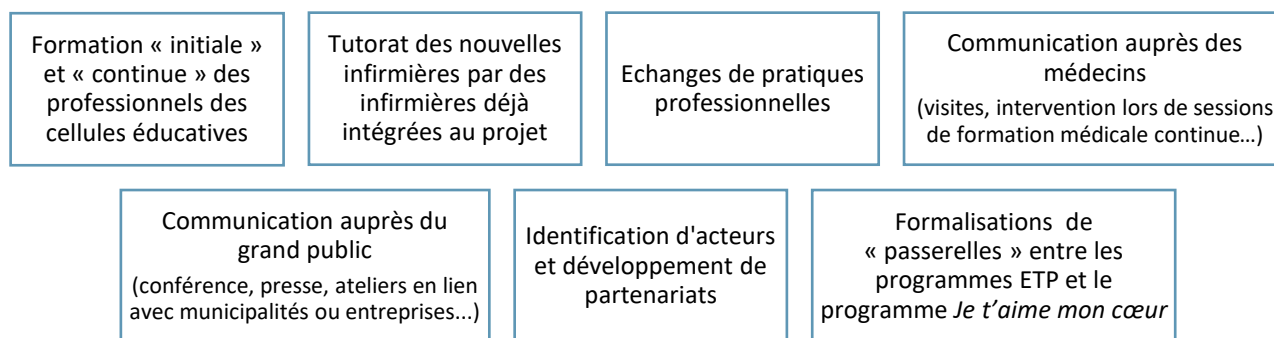 Formation « initiale »
et « continue » des
professionnels des
cellules éducatives
Tutorat des nouvelles
infirmières par des
infirmières déjà
intégrées au projet
Echanges de pratiques
professionnelles
Communication auprès des
médecins
(visites, intervention lors de sessions
de formation médicale continue…)
Communication auprès du
grand public
(conférence, presse, ateliers en lien
avec municipalités ou entreprises...)
Identification d'acteurs
et développement de
partenariats
Formalisations de
« passerelles » entre les
programmes ETP et le
programme Je t’aime mon cœur